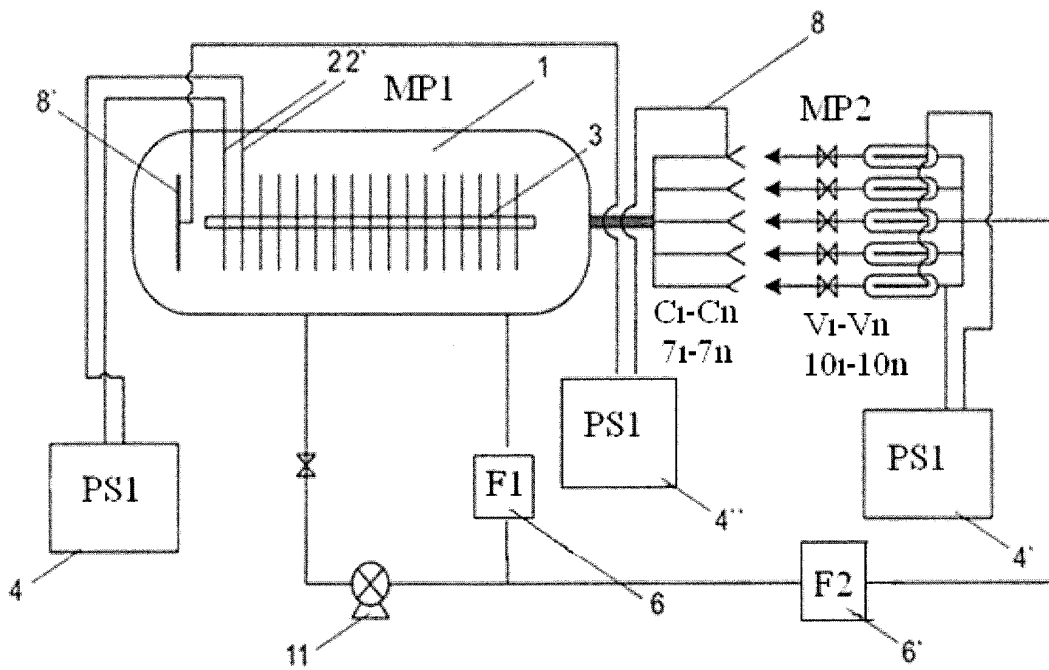 22'
8
8'
MP1
1
MP2
3
C1-Cn
71-7n
V1-Vn
101-10n
PS1
PS1
PS1
F1
4''
4'
4
6
F2
11
6'